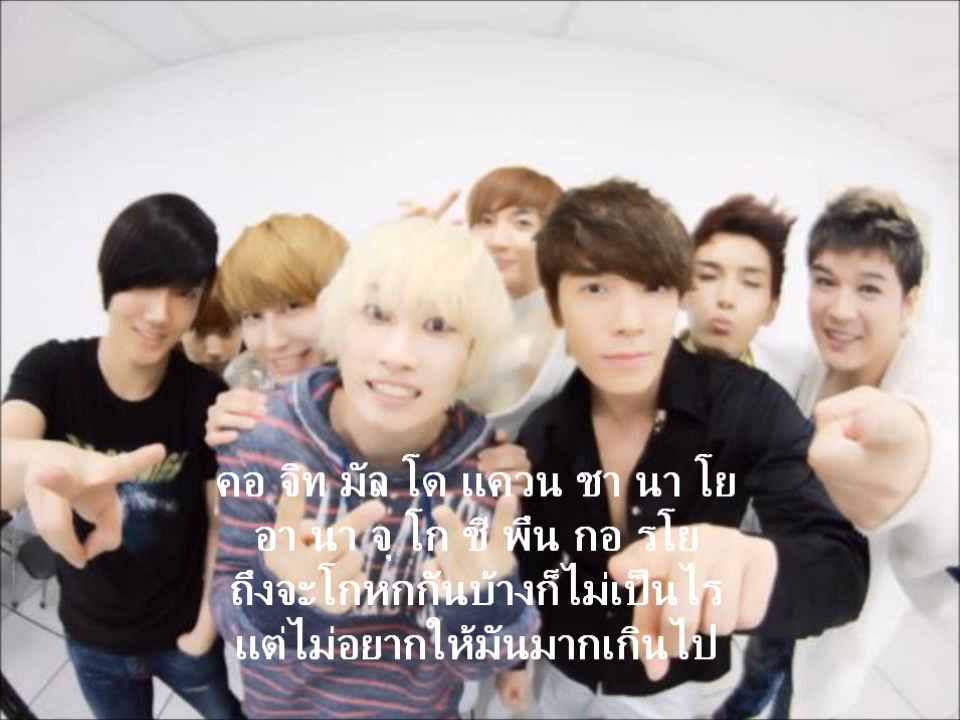 คอ จิท มัล โด แควน ชา นา โย
อา นา จุ โก ชี พึน กอ รโย
ถึงจะโกหกกันบ้างก็ไม่เป็นไร
แต่ไม่อยากให้มันมากเกินไป